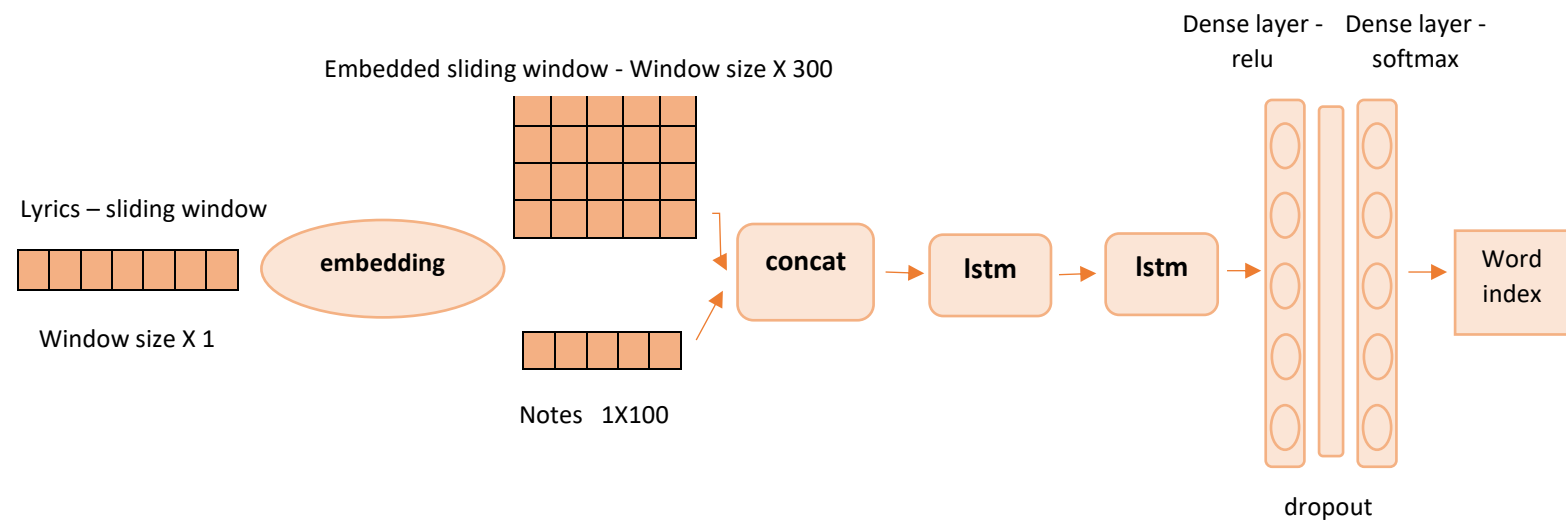 Lyrics – sliding window
Window size X 1
embedding
Embedded sliding window - Window size X 300
Notes 1X100
concat
lstm
lstm
Dense layer -
relu
Dense layer -
softmax
dropout
Word
index